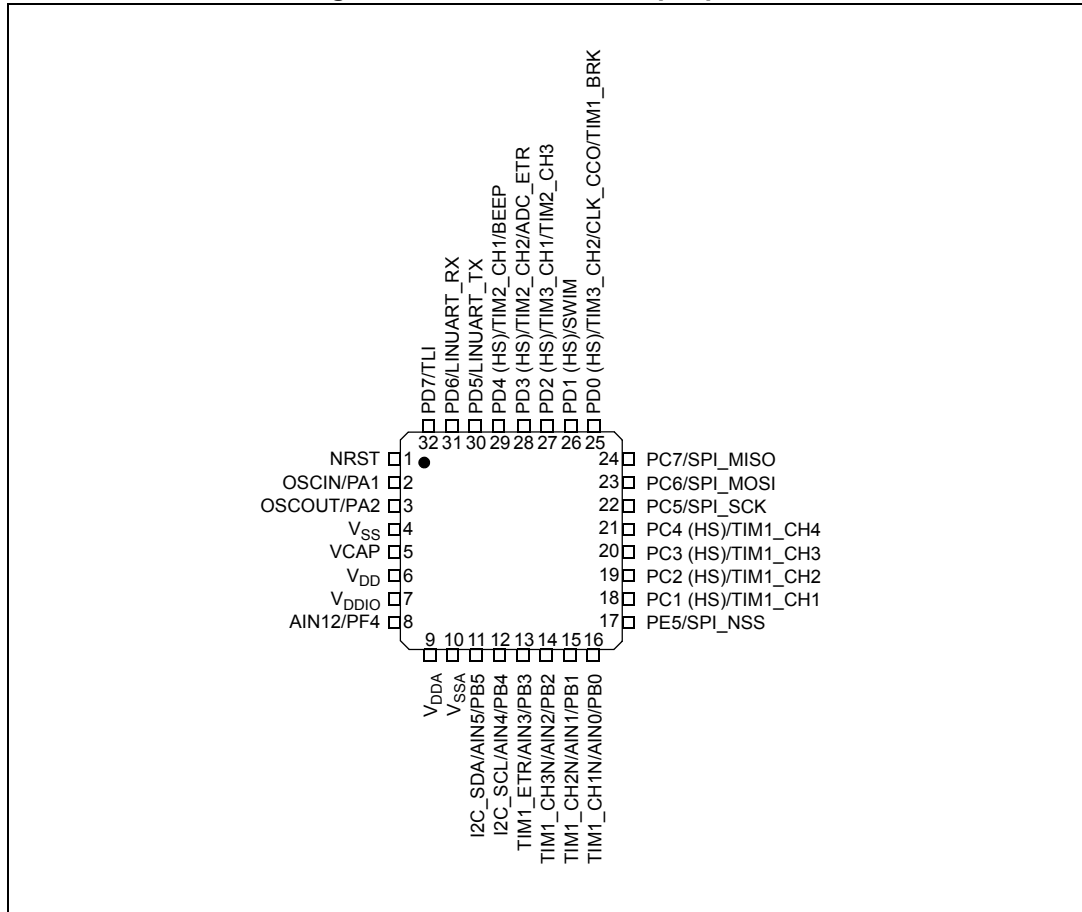 PD7/TLI
PD6/LINUART_RX
PD5/LINUART_TX
PD4 (HS)/TIM2_CH1/BEEP
PD3 (HS)/TIM2_CH2/ADC_ETR
PD2 (HS)/TIM3_CH1/TIM2_CH3
PD1 (HS)/SWIM
PD0 (HS)/TIM3_CH2/CLK_CCO/TIM1_BRK
32 31 30 29 28 27 26 25
NRST 1
OSCIN/PA1 2
OSCOUT/PA2 3
VSS 4
VCAP 5
VDD 6
VDDIO 7
AIN12/PF4 8
24 PC7/SPI_MISO
23 PC6/SPI_MOSI
22 PC5/SPI_SCK
21 PC4 (HS)/TIM1_CH4
20 PC3 (HS)/TIM1_CH3
19 PC2 (HS)/TIM1_CH2
18 PC1 (HS)/TIM1_CH1
17 PE5/SPI_NSS
9 10 11 12 13 14 15 16
VDDA
VSSA
I2C_SDA/AIN5/PB5
I2C_SCL/AIN4/PB4
TIM1_ETR/AIN3/PB3
TIM1_CH3N/AIN2/PB2
TIM1_CH2N/AIN1/PB1
TIM1_CH1N/AIN0/PB0